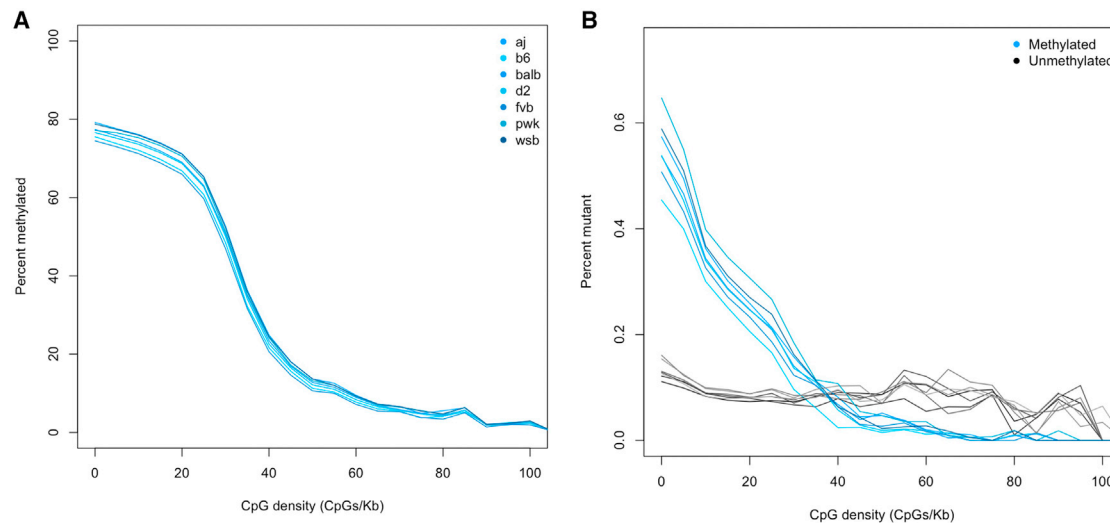 A
100
80
60
40
20
0
Percent methylated
aj
b6
balb
d2
fvb
pwk
wsb
0 20 40 60 80 100
CpG density (CpGs/Kb)
B
0.6
0.4
0.2
0.0
Percent mutant
Methylated
Unmethylated
0 20 40 60 80 100
CpG density (CpGs/Kb)